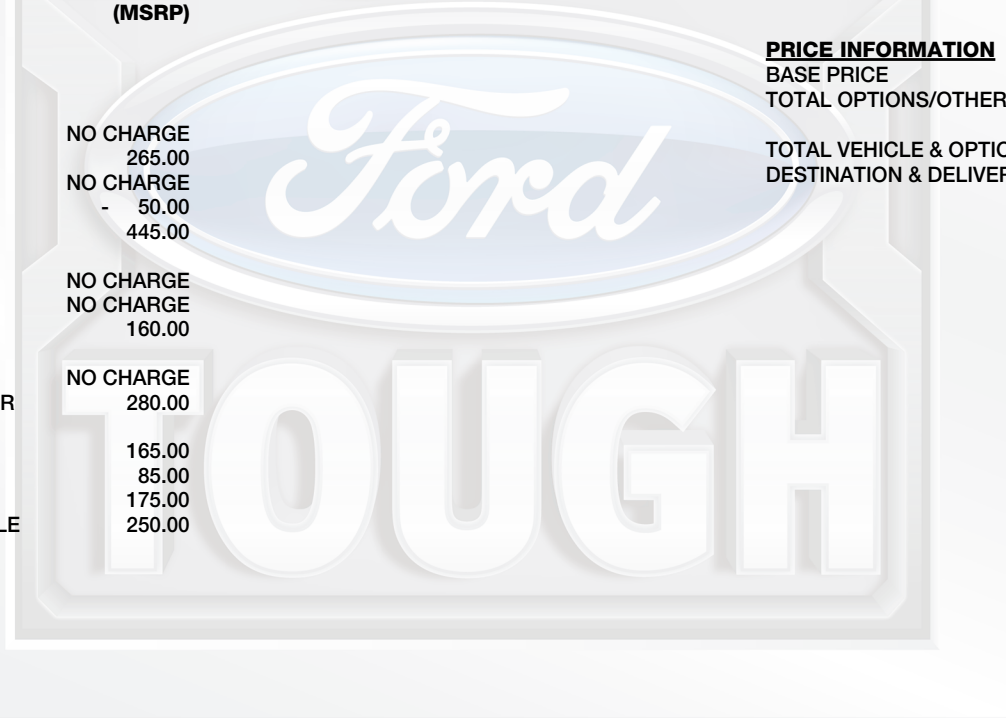 (MSRP)
NO CHARGE
265.00
NO CHARGE
- 50.00
445.00
NO CHARGE
NO CHARGE
160.00
NO CHARGE
R 280.00
165.00
85.00
175.00
LE 250.00
PRICE INFORMATION
BASE PRICE
TOTAL OPTIONS/OTHER
TOTAL VEHICLE & OPTIO
DESTINATION & DELIVER
Ford
TOUGH